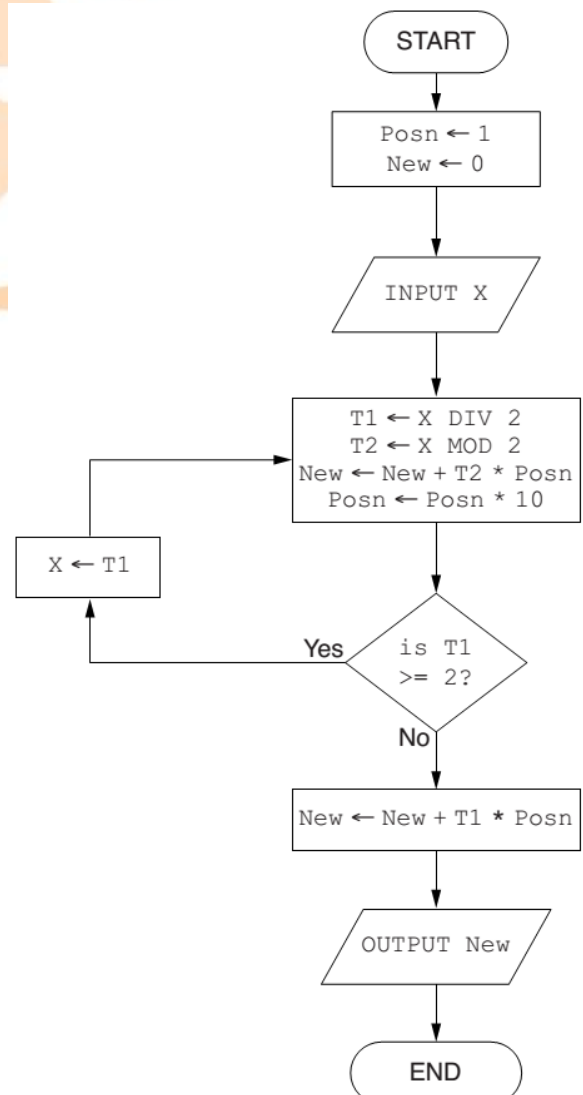 START
Posn ← 1
New ← 0
INPUT X
T1 ← X DIV 2
T2 ← X MOD 2
New ← New + T2 * Posn
Posn ← Posn * 10
X ← T1
Yes
is T1
>= 2?
No
New ← New + T1 * Posn
OUTPUT New
END